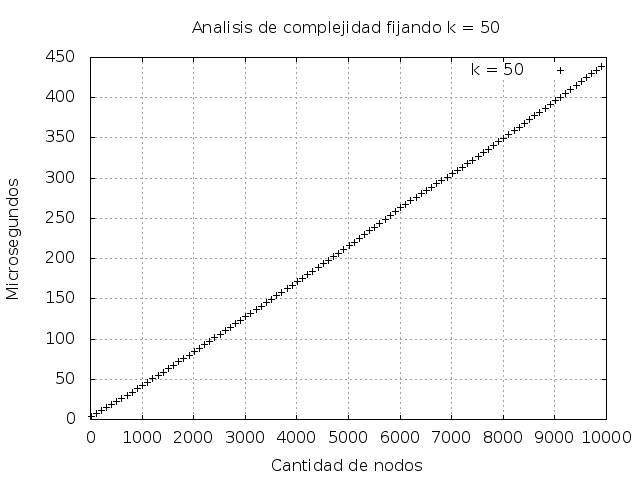 Analisis de complejidad fijando k = 50
k = 50
450
400
350
300
250
200
150
100
50
0
Microsegundos
0 1000 2000 3000 4000 5000 6000 7000 8000 9000 10000
Cantidad de nodos